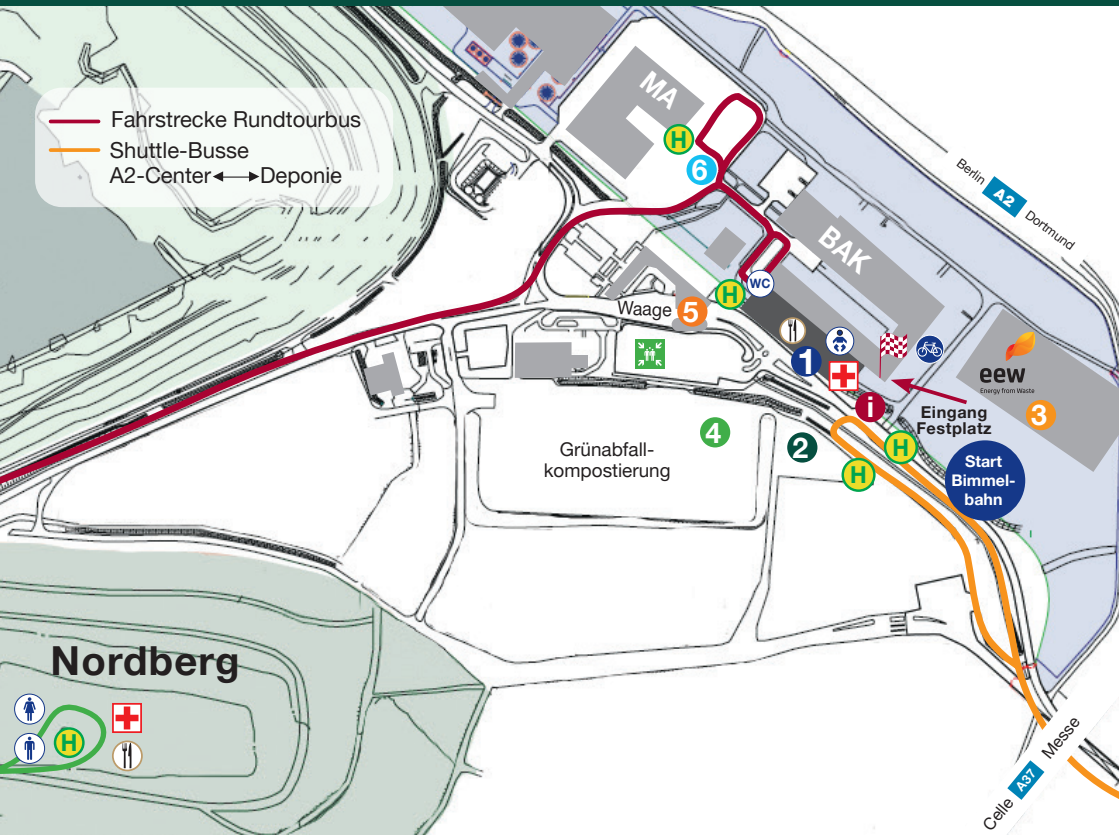 Fahrstrecke Rundtourbus
Shuttle-Busse
A2-Center ↔ Deponie
MA
H
6
Berlin A2 Dortmund
BAK
H
WC
Waage 5
1
eew
Energy from Waste
3
i
Eingang
Festplatz
4
2
H
H
Grünabfall-
kompostierung
Start
Bimmel-
bahn
Nordberg
H
Celle A37 Messe